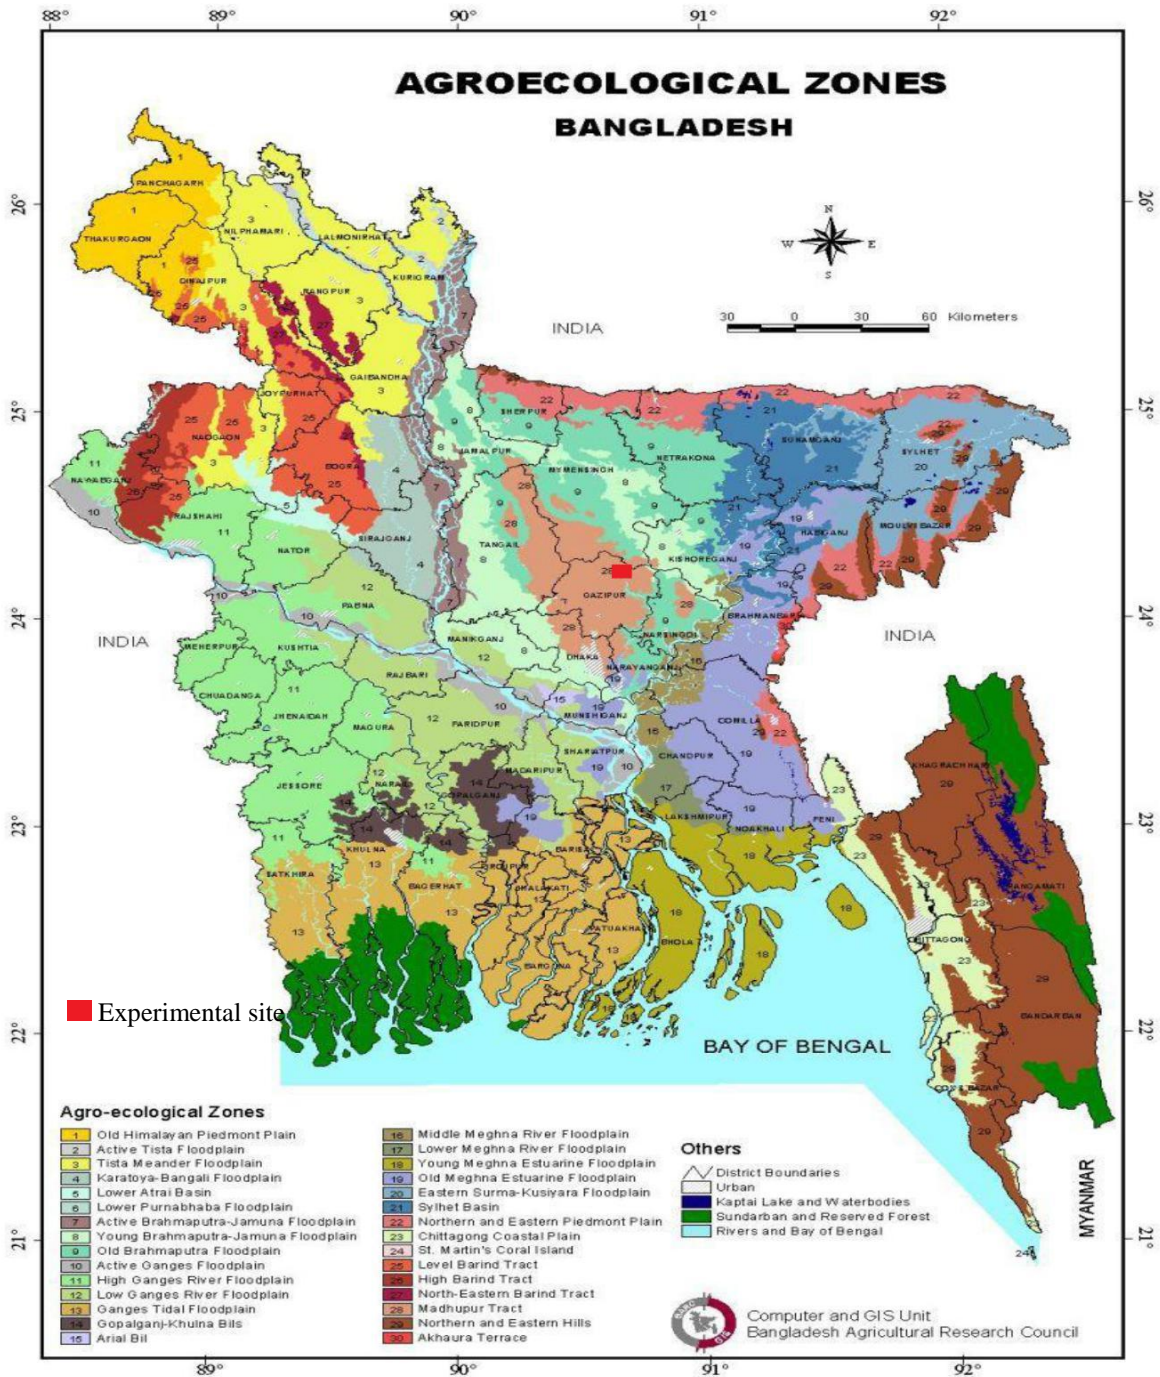 88° 89° 90° 91° 92°
AGROECOLOGICAL ZONES
BANGLADESH
26° 26°
25° 25°
24° 24°
23° 23°
22° 22°
21° 21°
N
W E
S
30 0 30 60 Kilometers
INDIA
INDIA
INDIA
PANCHAGARH
THAKURGAON
NILPHAMARI
LALMONIRHAT
DINAJPUR
RANGPUR
KURIGRAM
GAIBANDHA
JOYPURHAT
SHERPUR
NAOGAON
BOGRA
JAMALPUR
MYMENSINGH
NETRAKONA
SUNAMGANJ
SYLHET
RAJSHAHI
NATOR
SIRAJGANJ
TANGAIL
KISHOREGANJ
HABIGANJ
MOULVI BAZAR
PABNA
GAZIPUR
MEHERPUR
KUSHTIA
MANIKGANJ
DHAKA
NARSINGDI
NARAYANGANJ
CHUADANGA
RAJBARI
JHENAIDAH
MAGURA
FARIDPUR
MUNSHIGANJ
COMILLA
SHARIATPUR
CHANDPUR
MADARIPUR
KHAGRACHHARI
JESSORE
NARAIL
GOPALGANJ
LAKSHMIPUR
NOAKHALI
FENI
KHULNA
SATKHIRA
BAGERHAT
BHOLA
BARGUNA
BANDARBAN
COX'S BAZAR
Experimental site
BAY OF BENGAL
MYANMAR
Agro-ecological Zones
1 Old Himalayan Piedmont Plain
2 Active Tista Floodplain
3 Tista Meander Floodplain
4 Karatoya-Bangali Floodplain
5 Lower Atrai Basin
6 Lower Purnabhaba Floodplain
7 Active Brahmaputra-Jamuna Floodplain
8 Young Brahmaputra-Jamuna Floodplain
9 Old Brahmaputra Floodplain
10 Active Ganges Floodplain
11 High Ganges River Floodplain
12 Low Ganges River Floodplain
13 Ganges Tidal Floodplain
14 Gopalganj-Khulna Bils
15 Arial Bil
16 Middle Meghna River Floodplain
17 Lower Meghna River Floodplain
18 Young Meghna Estuarine Floodplain
19 Old Meghna Estuarine Floodplain
20 Eastern Surma-Kusiyara Floodplain
21 Sylhet Basin
22 Northern and Eastern Piedmont Plain
23 Chittagong Coastal Plain
24 St. Martin's Coral Island
25 Level Barind Tract
26 High Barind Tract
27 North-Eastern Barind Tract
28 Madhupur Tract
29 Northern and Eastern Hills
30 Akhaura Terrace
Others
District Boundaries
Urban
Kaptai Lake and Waterbodies
Sundarban and Reserved Forest
Rivers and Bay of Bengal
Computer and GIS Unit
Bangladesh Agricultural Research Council
89° 90° 91° 92°